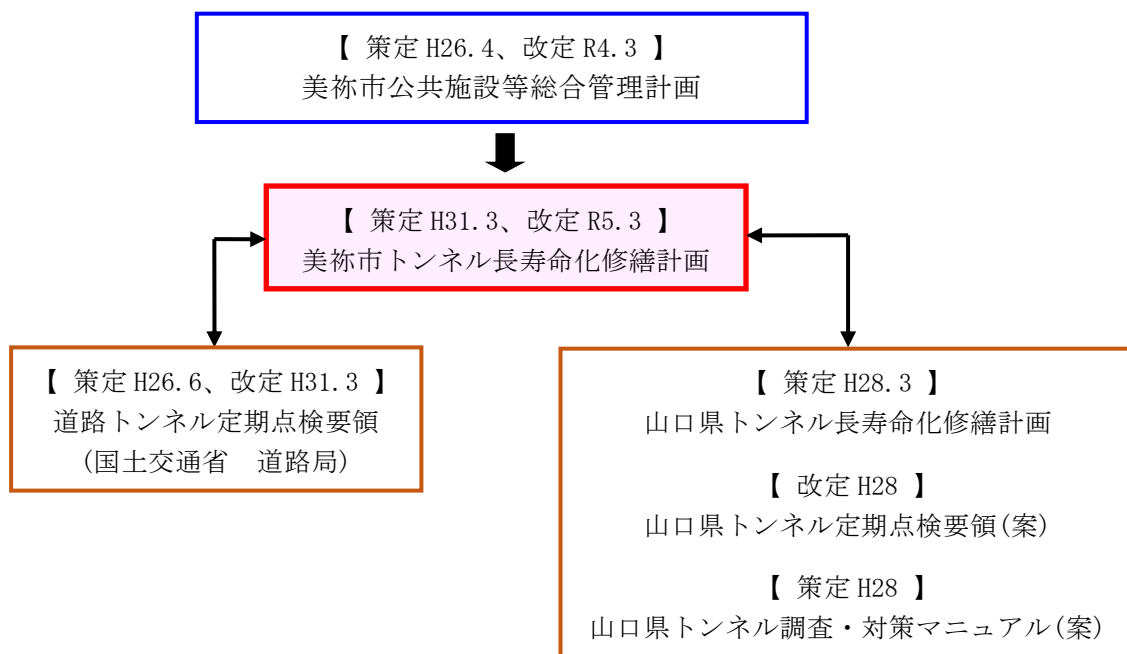 【 策定 H26.4、改定 R4.3 】
美祢市公共施設等総合管理計画
【 策定 H31.3、改定 R5.3 】
美祢市トンネル長寿命化修繕計画
【 策定 H26.6、改定 H31.3 】
道路トンネル定期点検要領
(国土交通省　道路局)
【 策定 H28.3 】
山口県トンネル長寿命化修繕計画
【 改定 H28 】
山口県トンネル定期点検要領(案)
【 策定 H28 】
山口県トンネル調査・対策マニュアル(案)